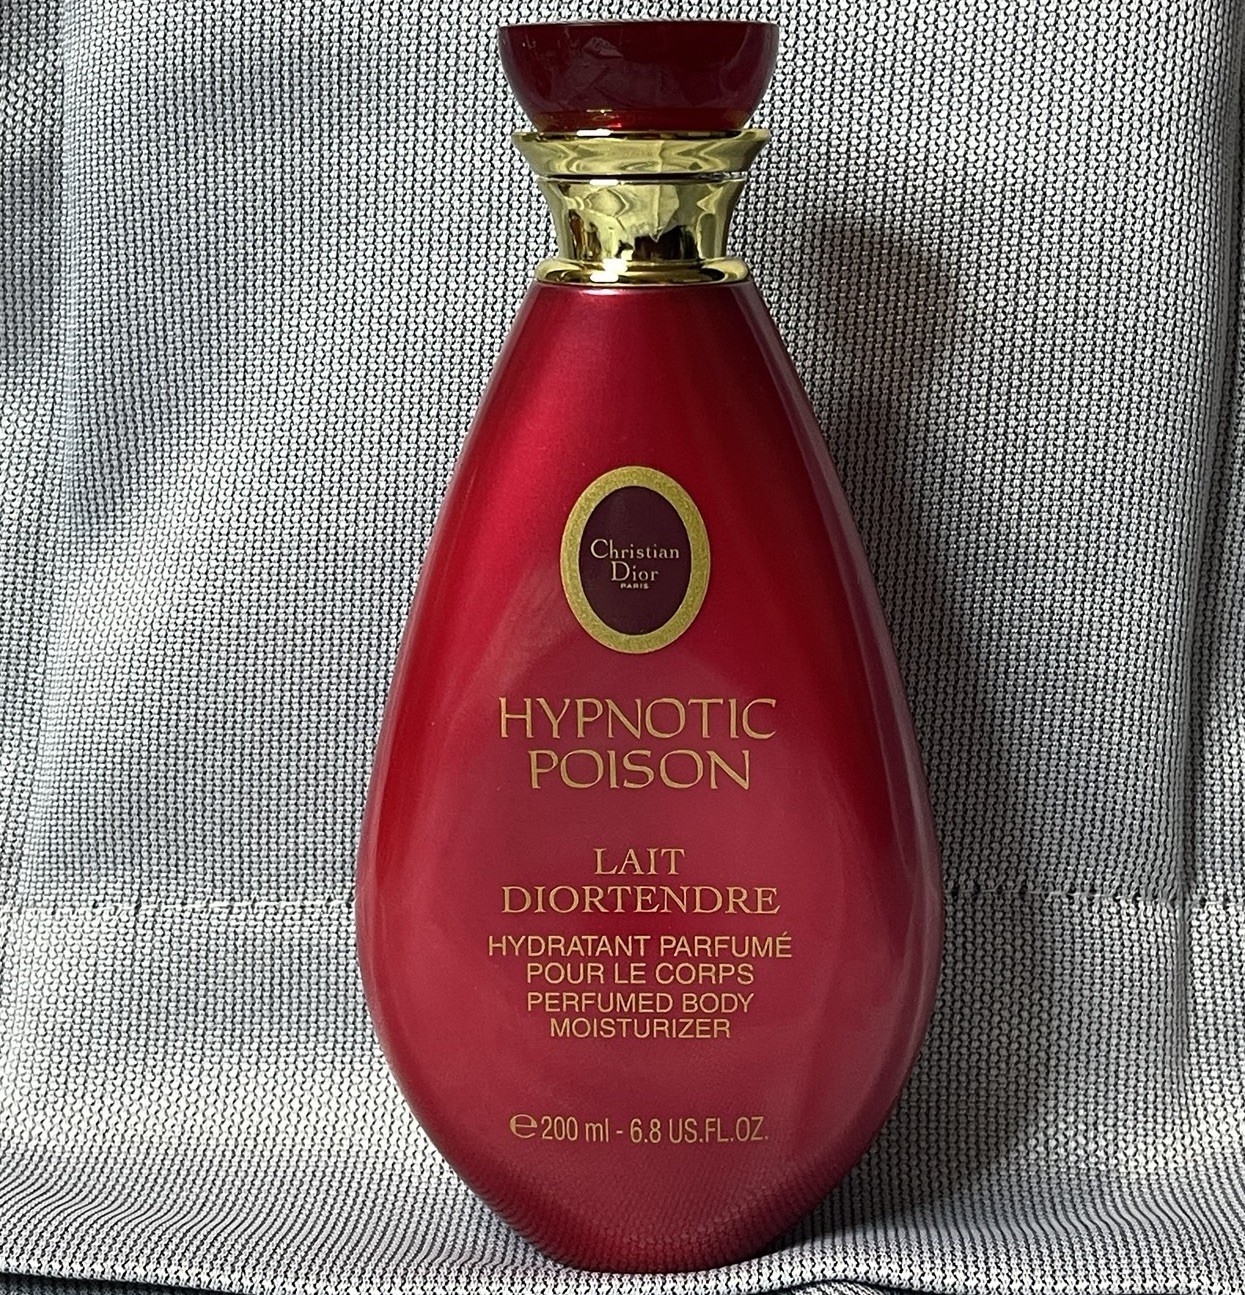 Christian
Dior
PARIS
HYPNOTIC
POISON
LAIT
DIORTENDRE
HYDRATANT PARFUMÉ
POUR LE CORPS
PERFUMED BODY
MOISTURIZER
℮ 200 ml - 6.8 US.FL.OZ.